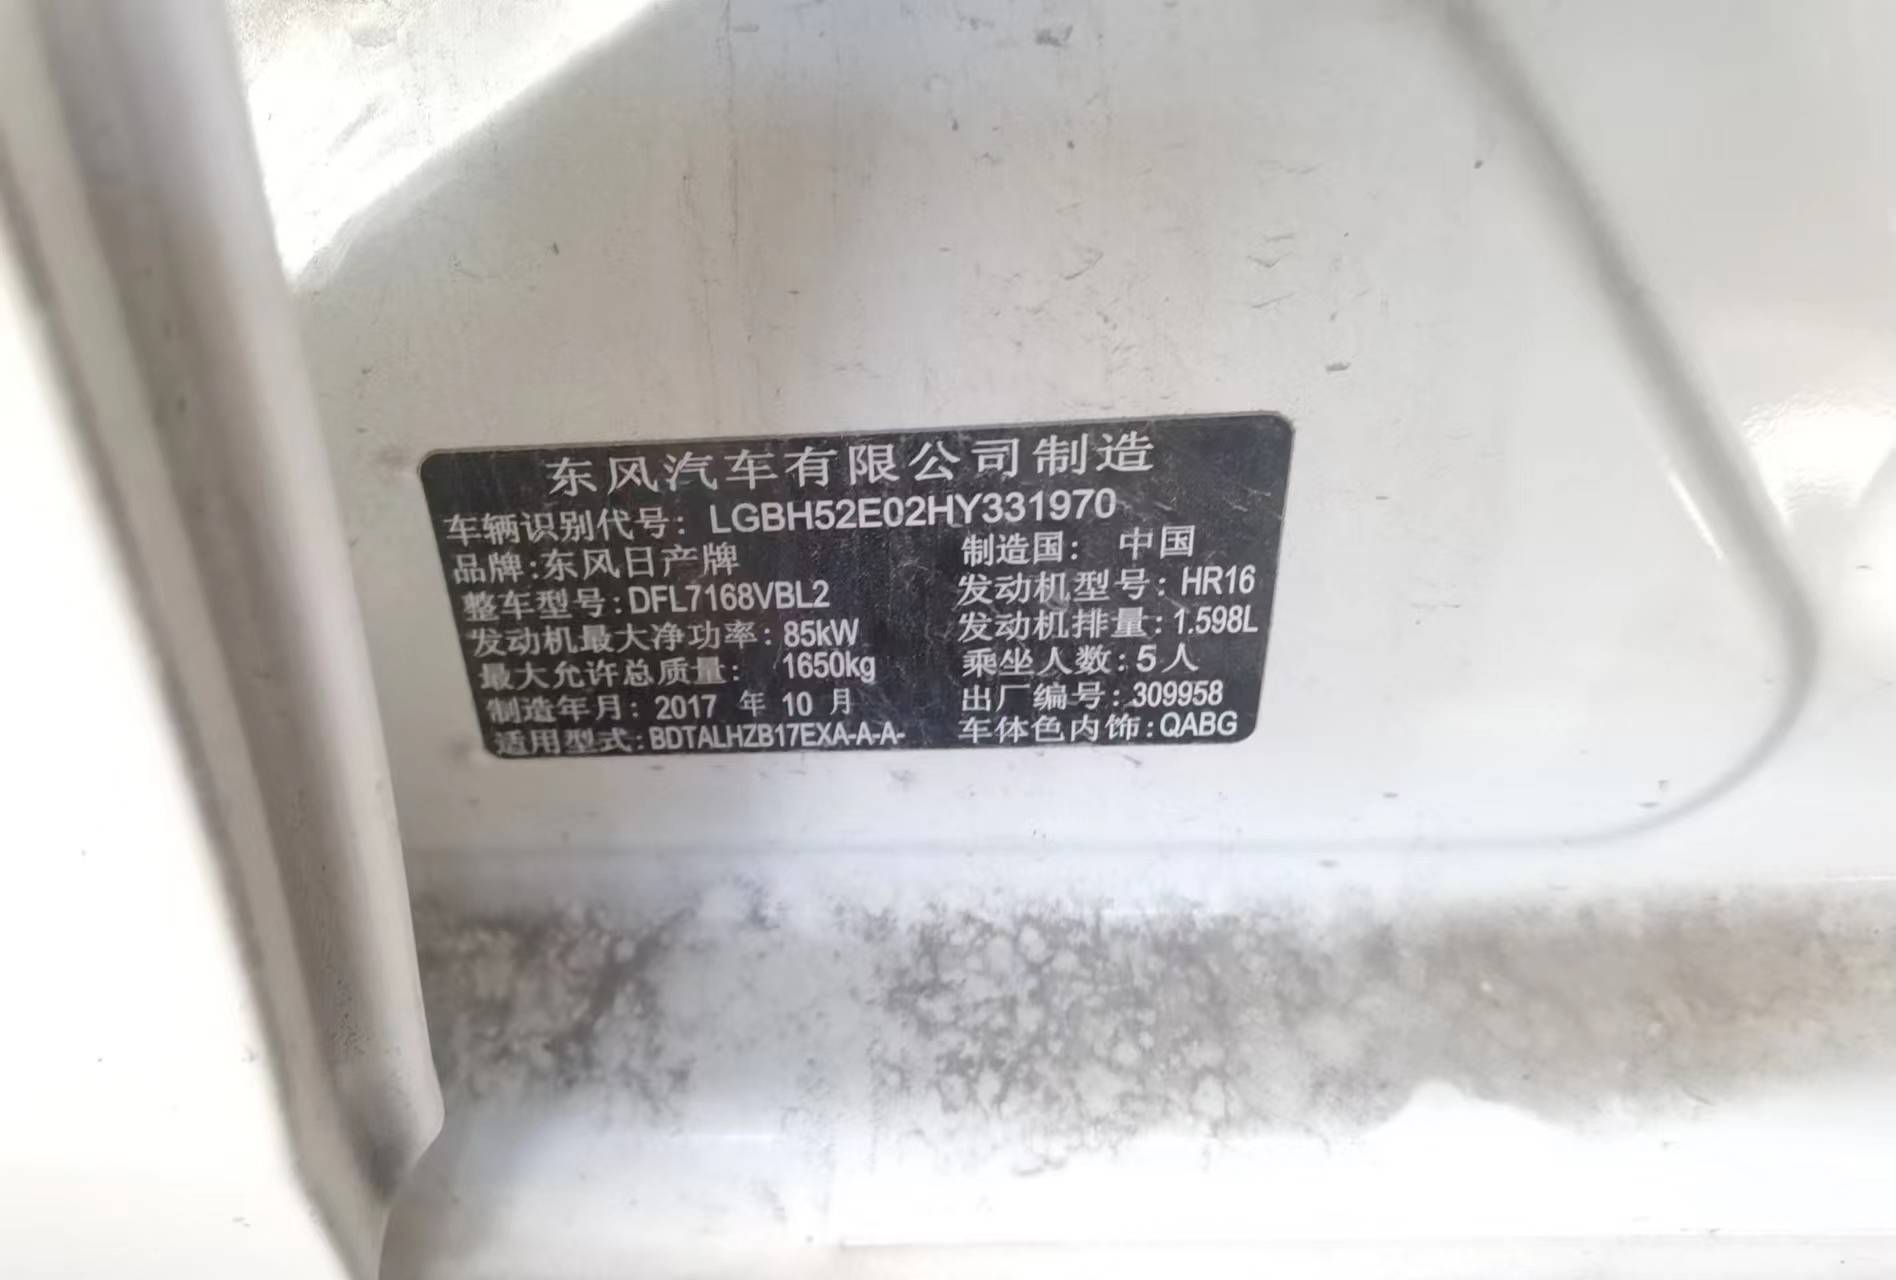 东风汽车有限公司制造
车辆识别代号: LGBH52E02HY331970
品牌:东风日产牌 制造国: 中国
整车型号:DFL7168VBL2 发动机型号: HR16
发动机最大净功率: 85kW 发动机排量: 1.598L
最大允许总质量: 1650kg 乘坐人数: 5 人
制造年月: 2017 年 10 月 出厂编号: 309958
适用型式: BDTALHZB17EXA-A-A- 车体色内饰: QABG